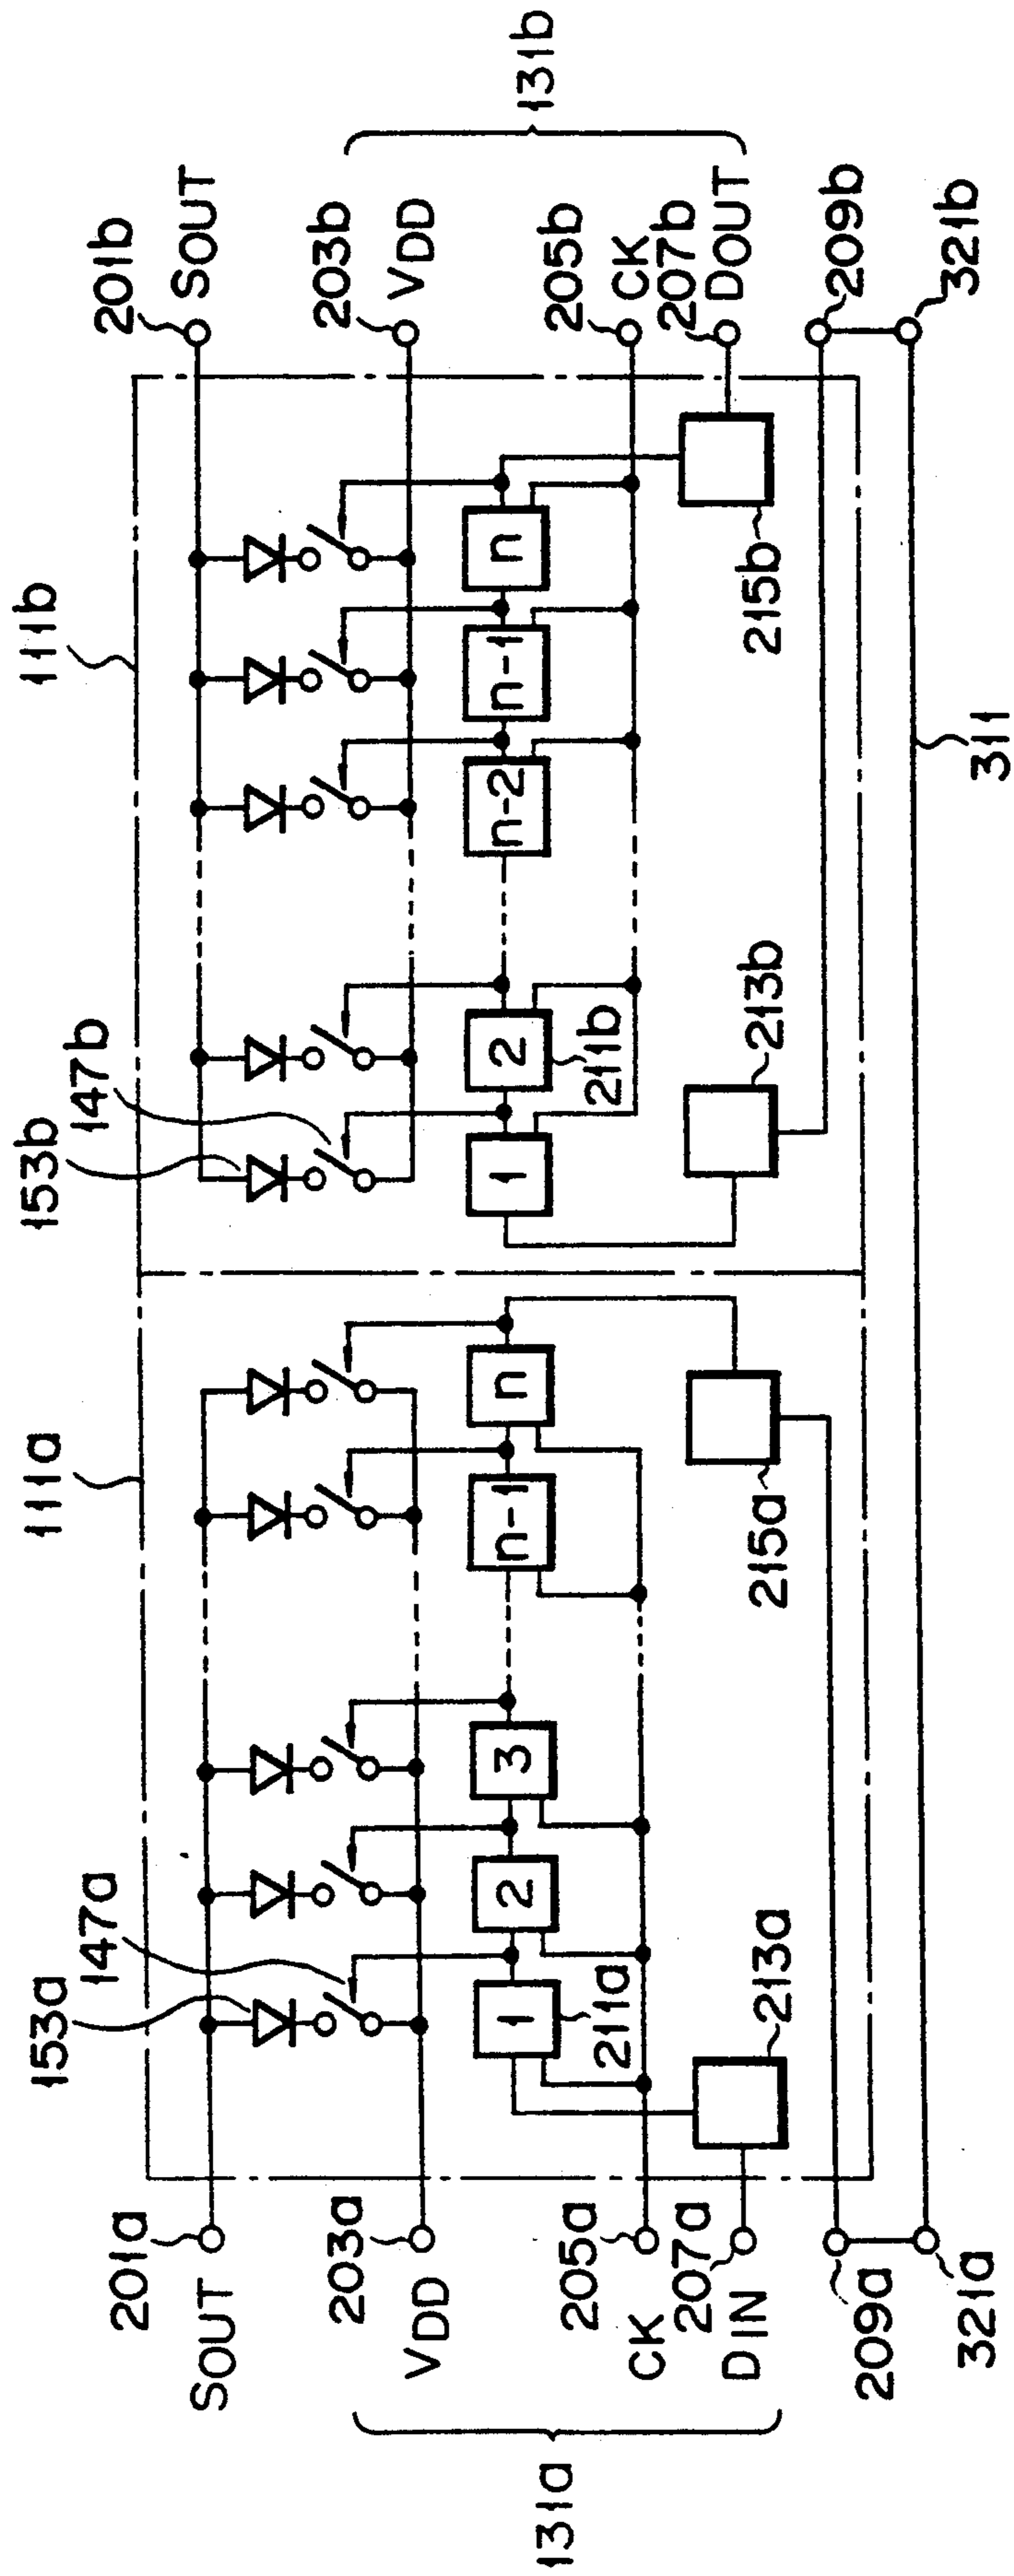 111a
111b
153a
147a
153b
147b
201a
SOUT
201b
SOUT
203a
VDD
203b
VDD
1
2
3
n-1
n
1
2
n-2
n-1
n
211a
211b
205a
CK
205b
CK
207a
DIN
207b
DOUT
213a
215a
213b
215b
209a
209b
321a
321b
311
131a
131b